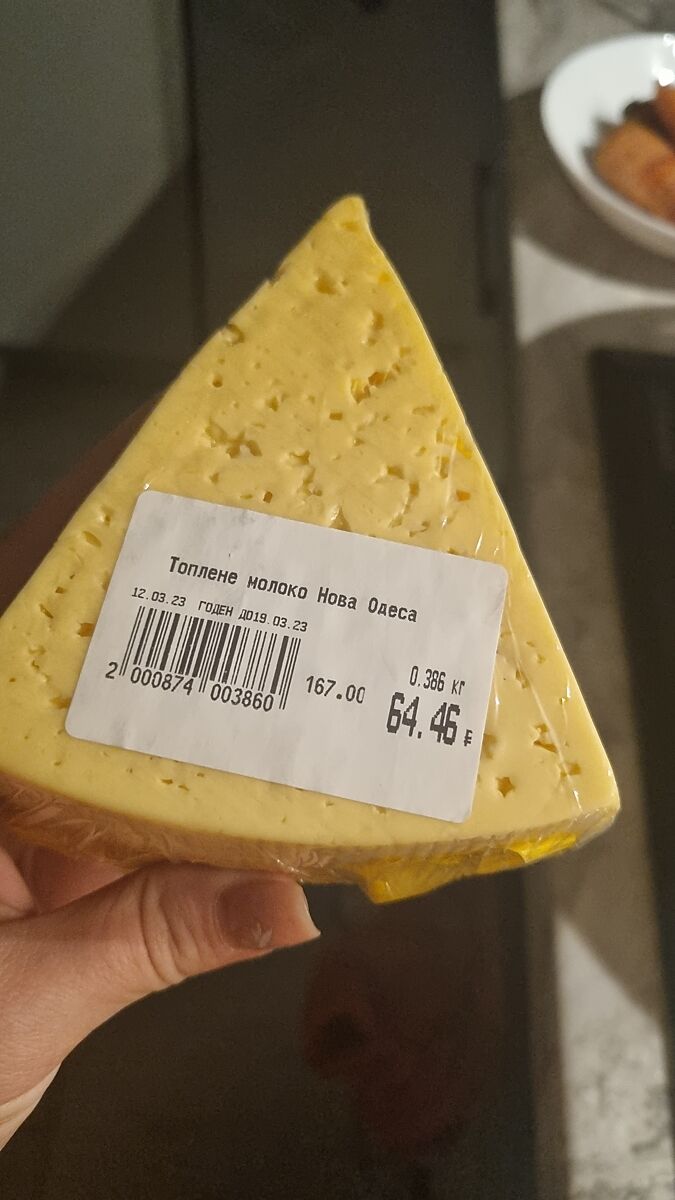 Топлене молоко Нова Одеса
12.03.23 ГОДЕН ДО19.03.23
2 000874 003860
167.00
0.386 кг
64.46 ₴